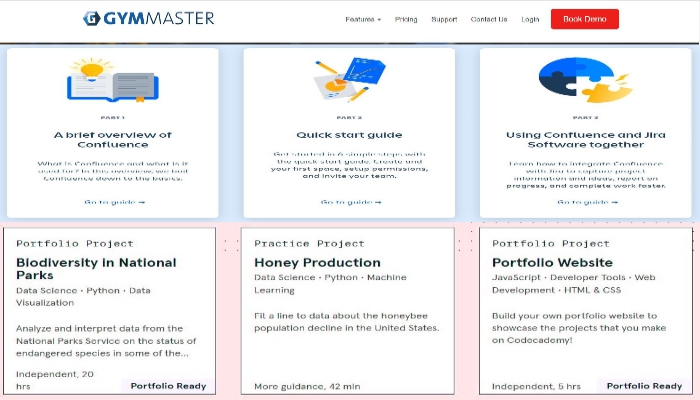 GYMMASTER
Features Pricing Support Contact Us Login Book Demo
PART 1
A brief overview of
Confluence
What is Confluence and what is it
used for? In this overview, we boil
Confluence down to the basics.
Go to guide →
PART 2
Quick start guide
Get started in 6 simple steps with
the quick start guide. Create and
your first space, setup permissions,
and invite your team.
Go to guide →
PART 3
Using Confluence and Jira
Software together
Learn how to integrate Confluence
with Jira to capture project
information and ideas, report on
progress, and complete work faster.
Go to guide →
Portfolio Project
Biodiversity in National
Parks
Data Science • Python • Data
Visualization
Analyze and interpret data from the
National Parks Service on the status of
endangered species in some of the...
Independent, 20
hrs
Portfolio Ready
Practice Project
Honey Production
Data Science • Python • Machine
Learning
Fit a line to data about the honeybee
population decline in the United States.
More guidance, 42 min
Portfolio Project
Portfolio Website
JavaScript • Developer Tools • Web
Development • HTML & CSS
Build your own portfolio website to
showcase the projects that you make
on Codecademy!
Independent, 5 hrs
Portfolio Ready